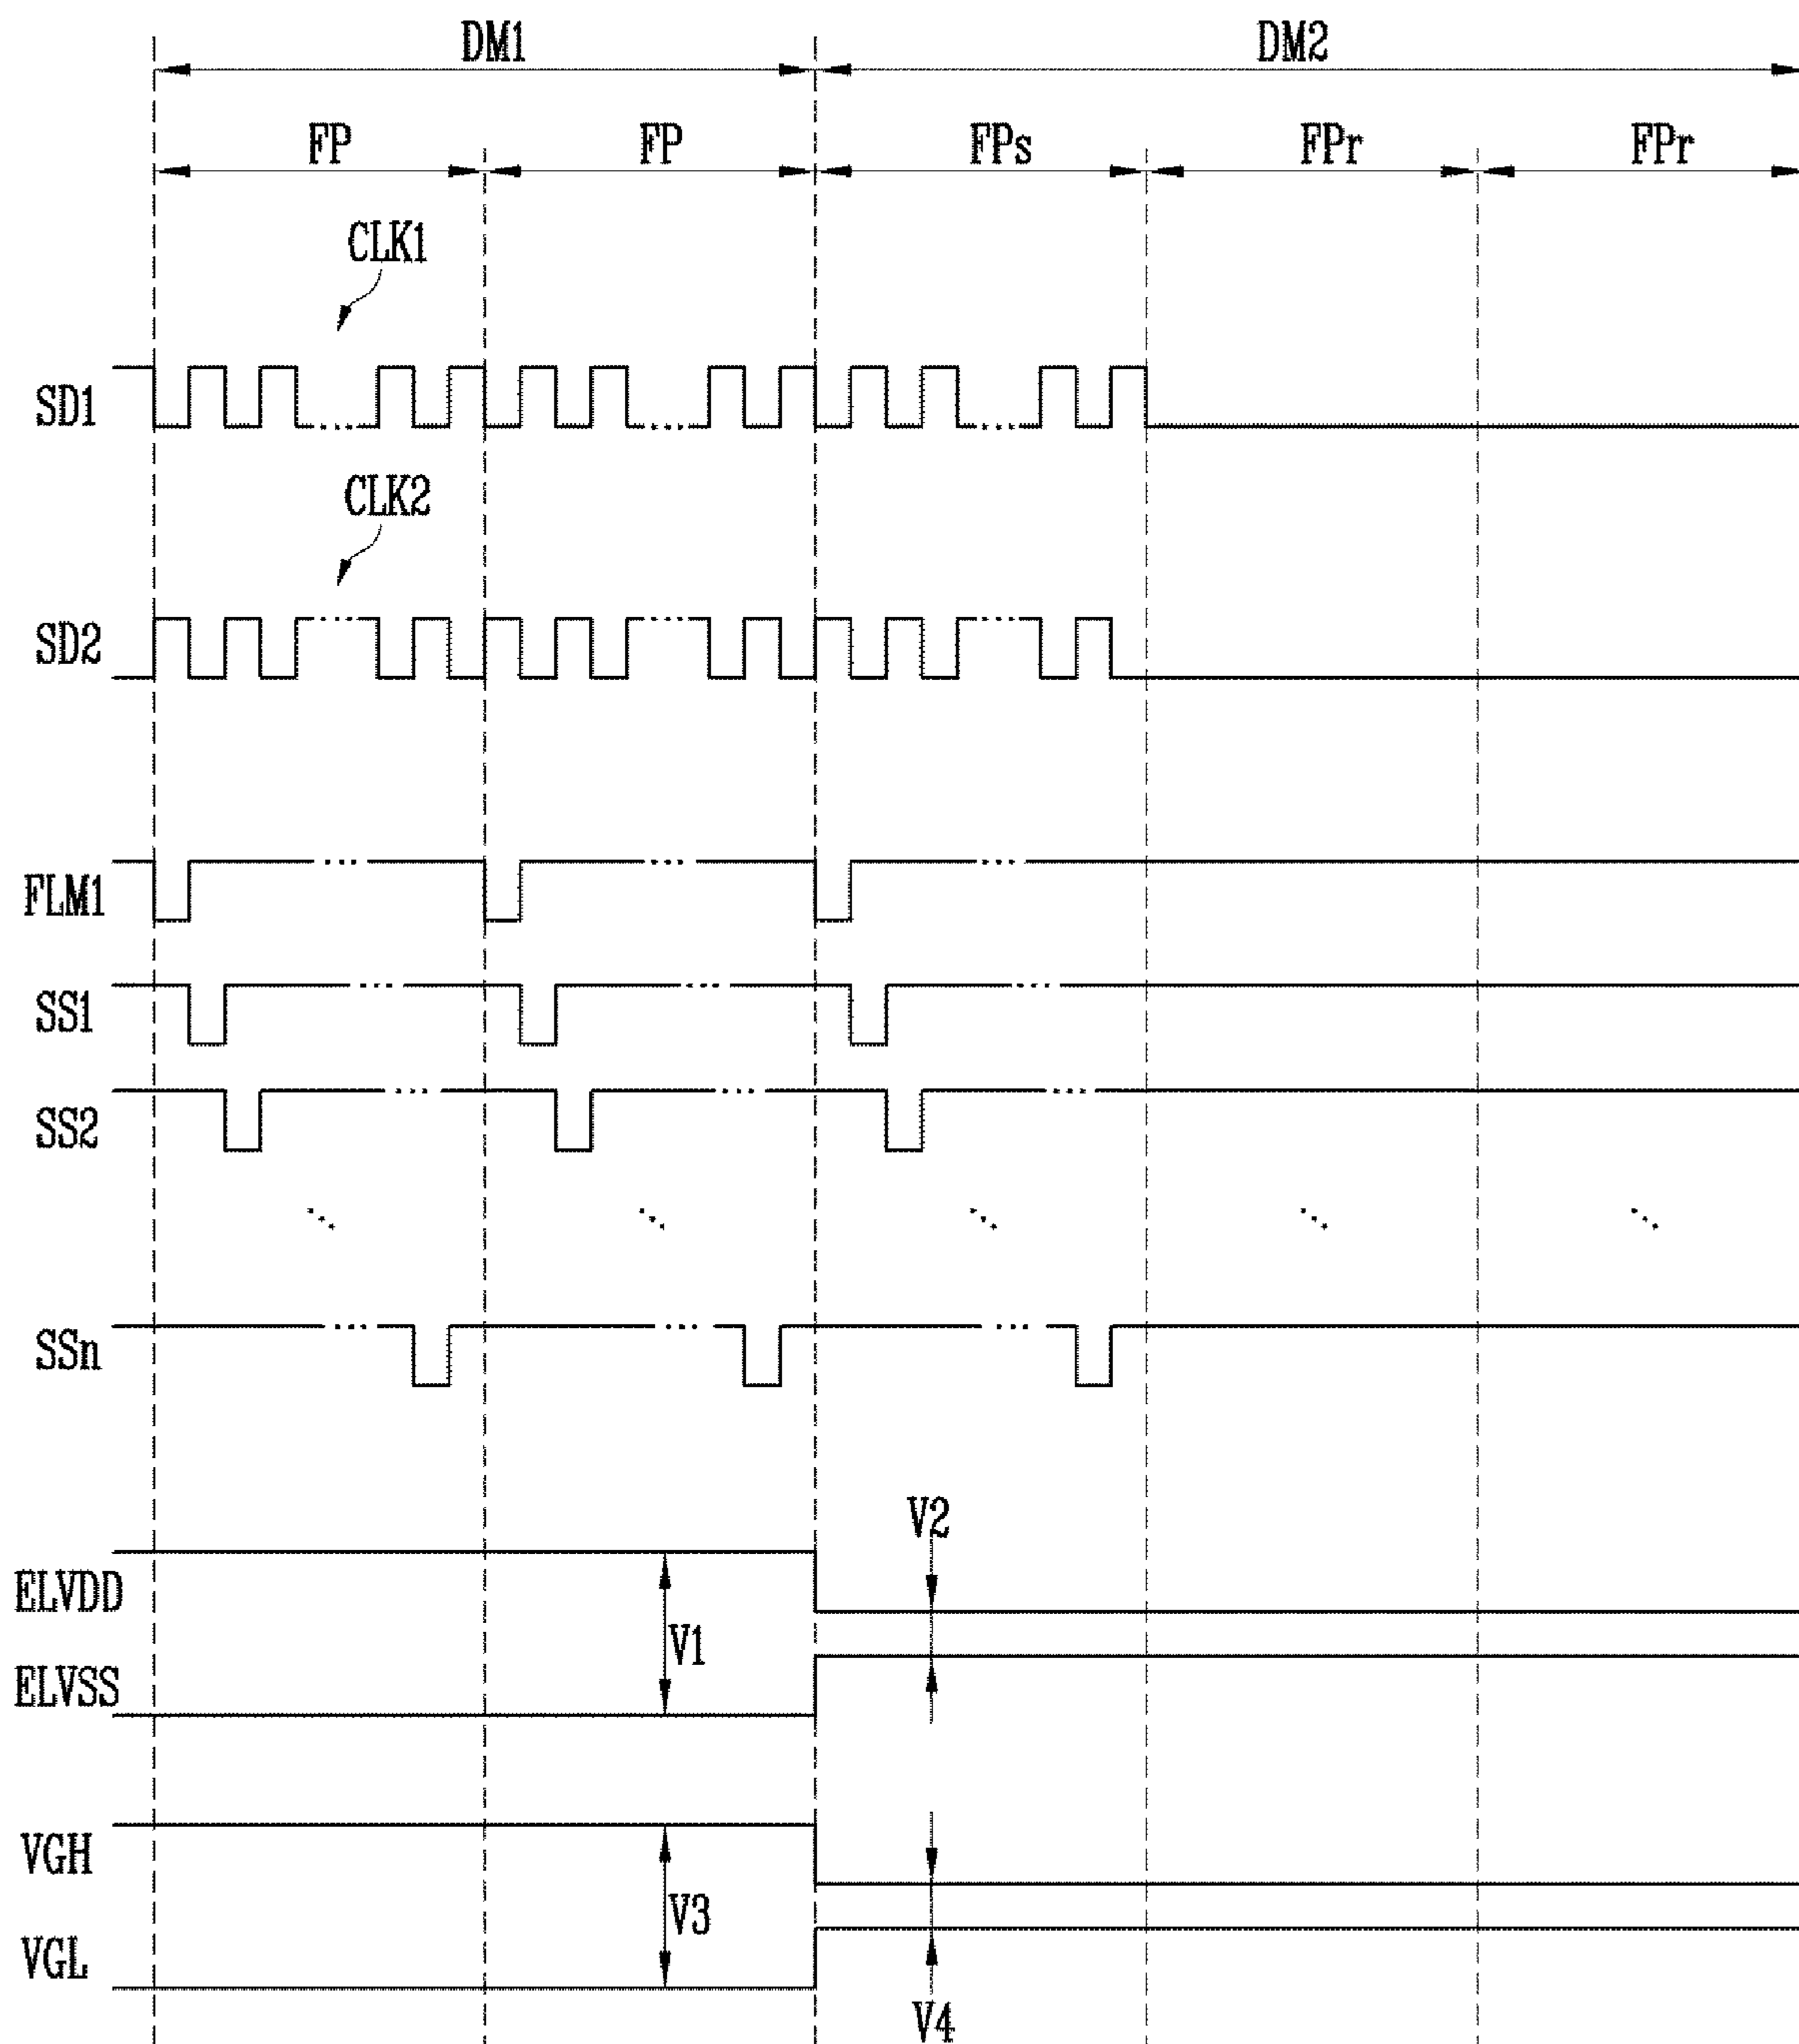 DM1 DM2
FP FP FPs FPr FPr
CLK1
SD1
CLK2
SD2
FLM1
SS1
SS2
SSn
V2
ELVDD
V1
ELVSS
VGH
V3
VGL
V4